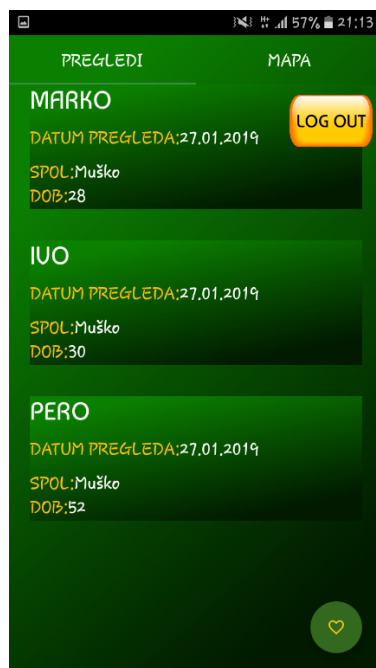 57% 21:13
PREGLEDI MAPA
MARKO
LOG OUT
DATUM PREGLEDA:27.01.2019
SPOL:Muško
DOB:28
IVO
DATUM PREGLEDA:27.01.2019
SPOL:Muško
DOB:30
PERO
DATUM PREGLEDA:27.01.2019
SPOL:Muško
DOB:52